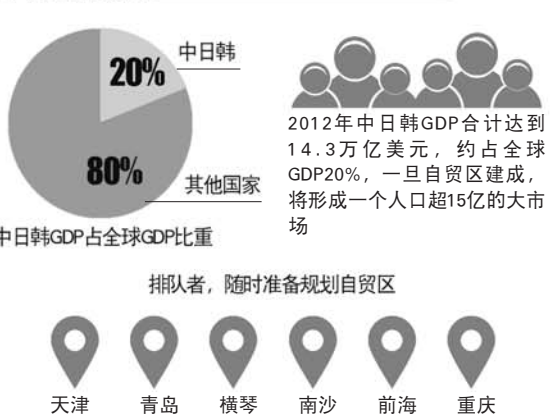 20%
中日韩
80%
其他国家
中日韩GDP占全球GDP比重
2012年中日韩GDP合计达到
14.3万亿美元，约占全球
GDP20%，一旦自贸区建成，
将形成一个人口超15亿的大市
场
排队者，随时准备规划自贸区
天津
青岛
横琴
南沙
前海
重庆